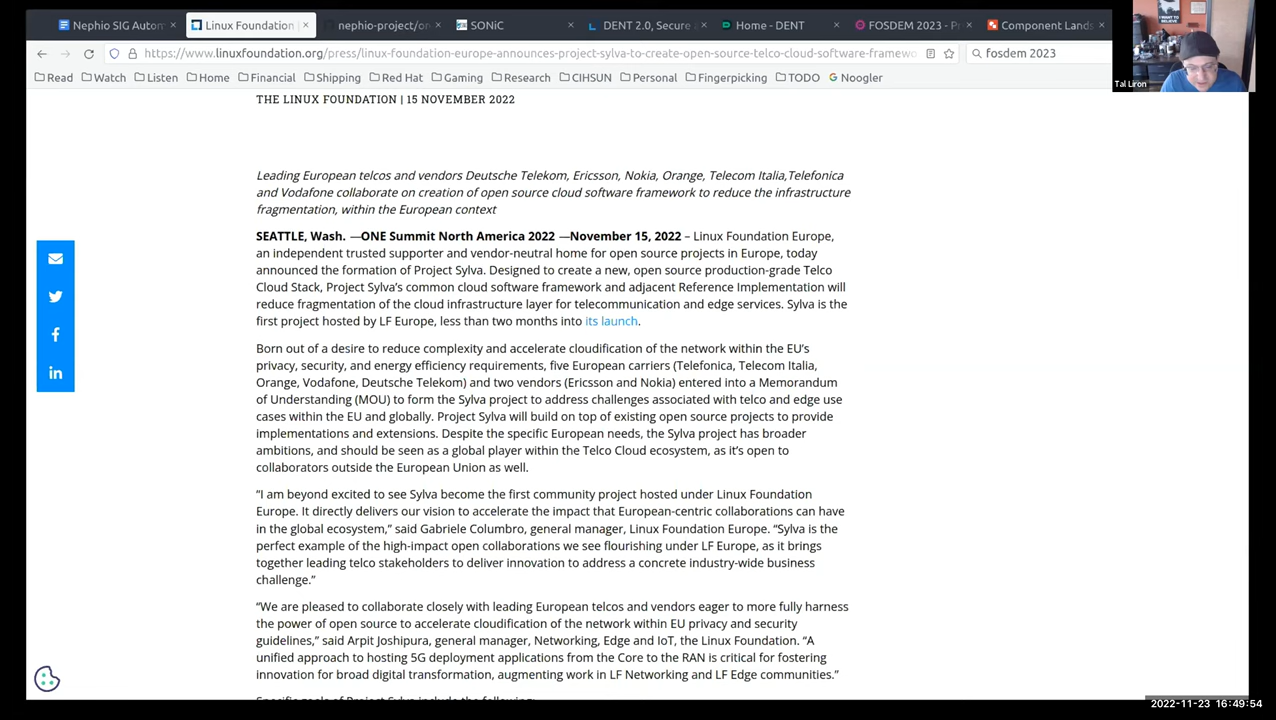 Nephio SIG Autom
Linux Foundation
nephio-project/or
SONiC
DENT 2.0, Secure
Home - DENT
FOSDEM 2023 - Pr
Component Lands
https://www.linuxfoundation.org/press/linux-foundation-europe-announces-project-sylva-to-create-open-source-telco-cloud-software-framewo
fosdem 2023
Read Watch Listen Home Financial Shipping Red Hat Gaming Research CIHSUN Personal Fingerpicking TODO Noogler
Tal Liron
THE LINUX FOUNDATION | 15 NOVEMBER 2022
Leading European telcos and vendors Deutsche Telekom, Ericsson, Nokia, Orange, Telecom Italia,Telefonica
and Vodafone collaborate on creation of open source cloud software framework to reduce the infrastructure
fragmentation, within the European context
SEATTLE, Wash. —ONE Summit North America 2022 —November 15, 2022 – Linux Foundation Europe,
an independent trusted supporter and vendor-neutral home for open source projects in Europe, today
announced the formation of Project Sylva. Designed to create a new, open source production-grade Telco
Cloud Stack, Project Sylva's common cloud software framework and adjacent Reference Implementation will
reduce fragmentation of the cloud infrastructure layer for telecommunication and edge services. Sylva is the
first project hosted by LF Europe, less than two months into its launch.
Born out of a desire to reduce complexity and accelerate cloudification of the network within the EU's
privacy, security, and energy efficiency requirements, five European carriers (Telefonica, Telecom Italia,
Orange, Vodafone, Deutsche Telekom) and two vendors (Ericsson and Nokia) entered into a Memorandum
of Understanding (MOU) to form the Sylva project to address challenges associated with telco and edge use
cases within the EU and globally. Project Sylva will build on top of existing open source projects to provide
implementations and extensions. Despite the specific European needs, the Sylva project has broader
ambitions, and should be seen as a global player within the Telco Cloud ecosystem, as it's open to
collaborators outside the European Union as well.
"I am beyond excited to see Sylva become the first community project hosted under Linux Foundation
Europe. It directly delivers our vision to accelerate the impact that European-centric collaborations can have
in the global ecosystem," said Gabriele Columbro, general manager, Linux Foundation Europe. "Sylva is the
perfect example of the high-impact open collaborations we see flourishing under LF Europe, as it brings
together leading telco stakeholders to deliver innovation to address a concrete industry-wide business
challenge."
"We are pleased to collaborate closely with leading European telcos and vendors eager to more fully harness
the power of open source to accelerate cloudification of the network within EU privacy and security
guidelines," said Arpit Joshipura, general manager, Networking, Edge and IoT, the Linux Foundation. "A
unified approach to hosting 5G deployment applications from the Core to the RAN is critical for fostering
innovation for broad digital transformation, augmenting work in LF Networking and LF Edge communities."
Specific goals of Project Sylva include the following:
2022-11-23 16:49:54